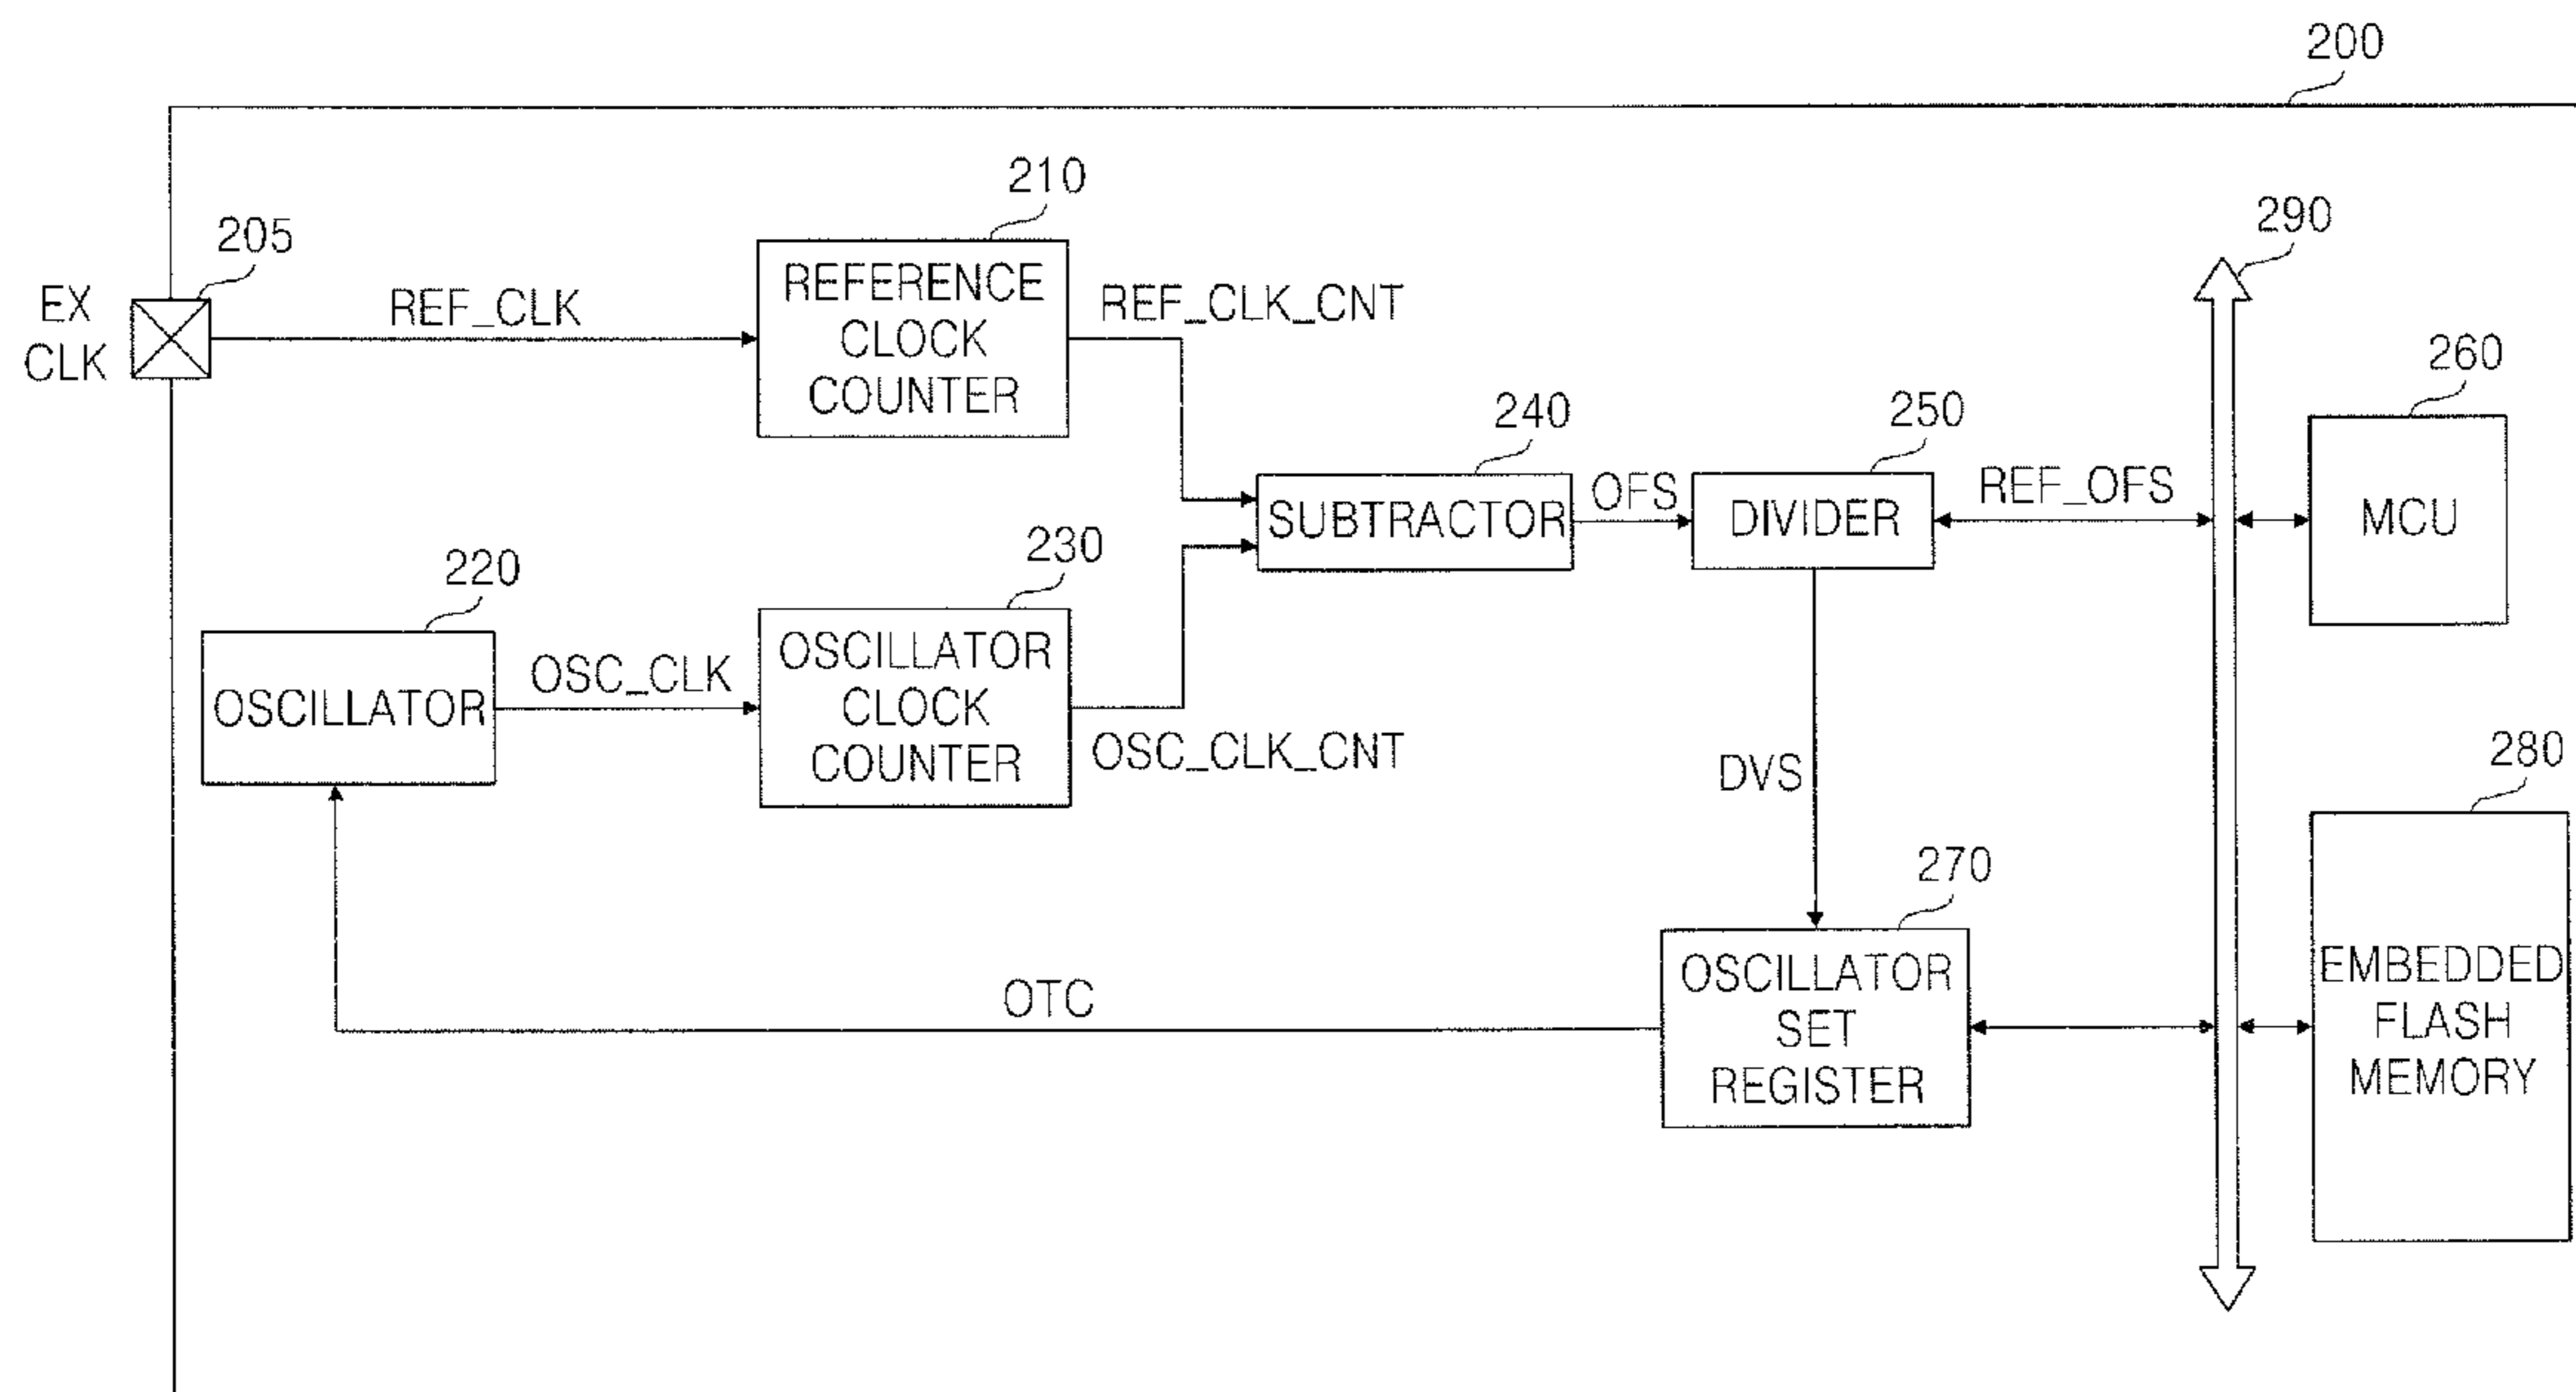 200
210
290
205
EX
CLK
REF_CLK
REFERENCE
CLOCK
COUNTER
REF_CLK_CNT
260
240
250
MCU
SUBTRACTOR
OFS
DIVIDER
REF_OFS
220
230
OSCILLATOR
OSC_CLK
OSCILLATOR
CLOCK
COUNTER
OSC_CLK_CNT
DVS
280
270
OTC
OSCILLATOR
SET
REGISTER
EMBEDDED
FLASH
MEMORY